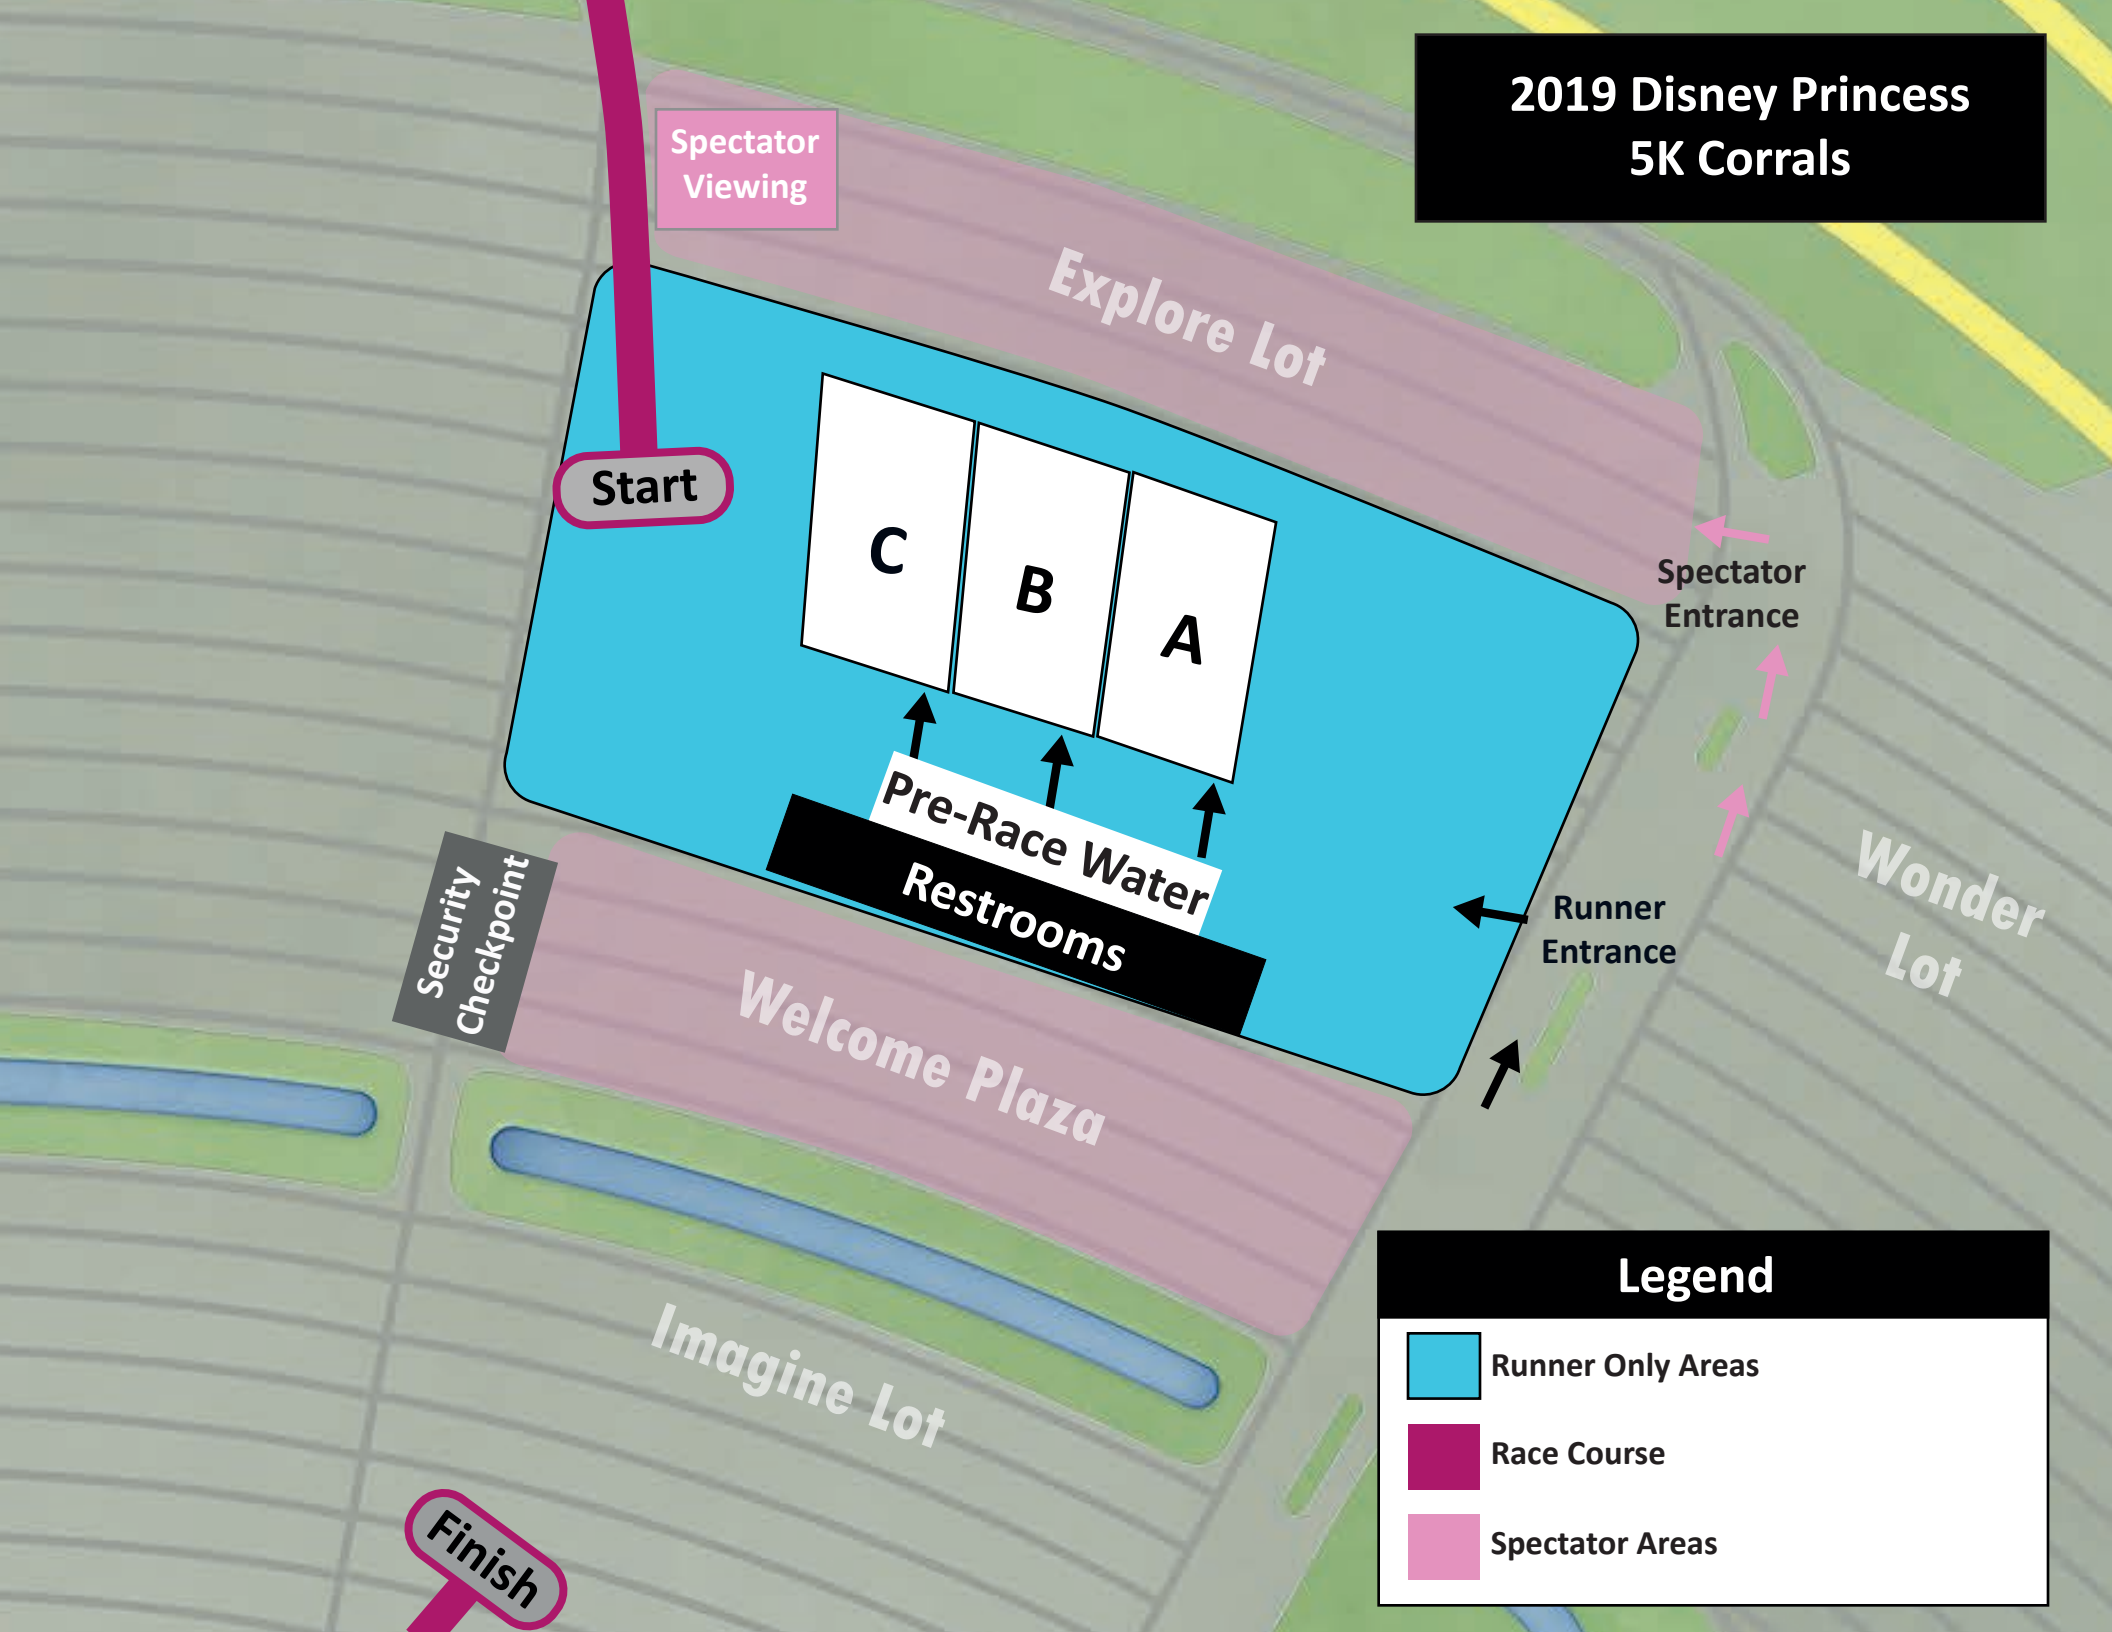 2019 Disney Princess
5K Corrals
Spectator
Viewing
Explore Lot
Start
C
B
A
Spectator
Entrance
Pre-Race Water
Restrooms
Security
Checkpoint
Runner
Entrance
Wonder
Lot
Welcome Plaza
Imagine Lot
Finish
Legend
Runner Only Areas
Race Course
Spectator Areas